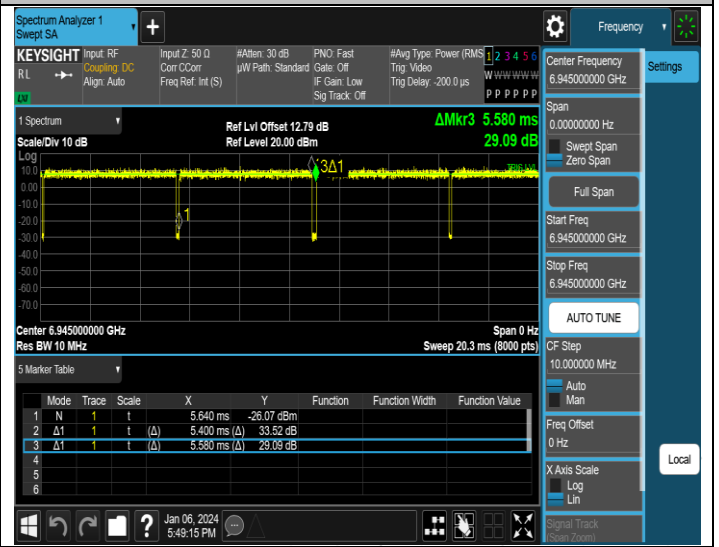 Spectrum Analyzer 1
Swept SA
Frequency
KEYSIGHT
RL
Input: RF
Coupling: DC
Align: Auto
Input Z: 50 Ω
Corr CCorr
Freq Ref: Int (S)
#Atten: 30 dB
µW Path: Standard
PNO: Fast
Gate: Off
IF Gain: Low
Sig Track: Off
#Avg Type: Power (RMS
Trig: Video
Trig Delay: -200.0 µs
1 2 3 4 5 6
W W W W W W
P P P P P P
LXI
1 Spectrum
Scale/Div 10 dB
Log
Ref Lvl Offset 12.79 dB
Ref Level 20.00 dBm
ΔMkr3 5.580 ms
29.09 dB
10.0
0.00
-10.0
-20.0
-30.0
-40.0
-50.0
-60.0
-70.0
3Δ1
TRIG LVL
1
Center 6.945000000 GHz
Res BW 10 MHz
Span 0 Hz
Sweep 20.3 ms (8000 pts)
5 Marker Table
Mode Trace Scale X Y Function Function Width Function Value
1 N 1 t 5.640 ms -26.07 dBm
2 Δ1 1 t (Δ) 5.400 ms (Δ) 33.52 dB
3 Δ1 1 t (Δ) 5.580 ms (Δ) 29.09 dB
4
5
6
Jan 06, 2024
5:49:15 PM
Center Frequency
6.945000000 GHz
Span
0.00000000 Hz
Swept Span
Zero Span
Full Span
Start Freq
6.945000000 GHz
Stop Freq
6.945000000 GHz
AUTO TUNE
CF Step
10.000000 MHz
Auto
Man
Freq Offset
0 Hz
X Axis Scale
Log
Lin
Signal Track
(Span Zoom)
Settings
Local